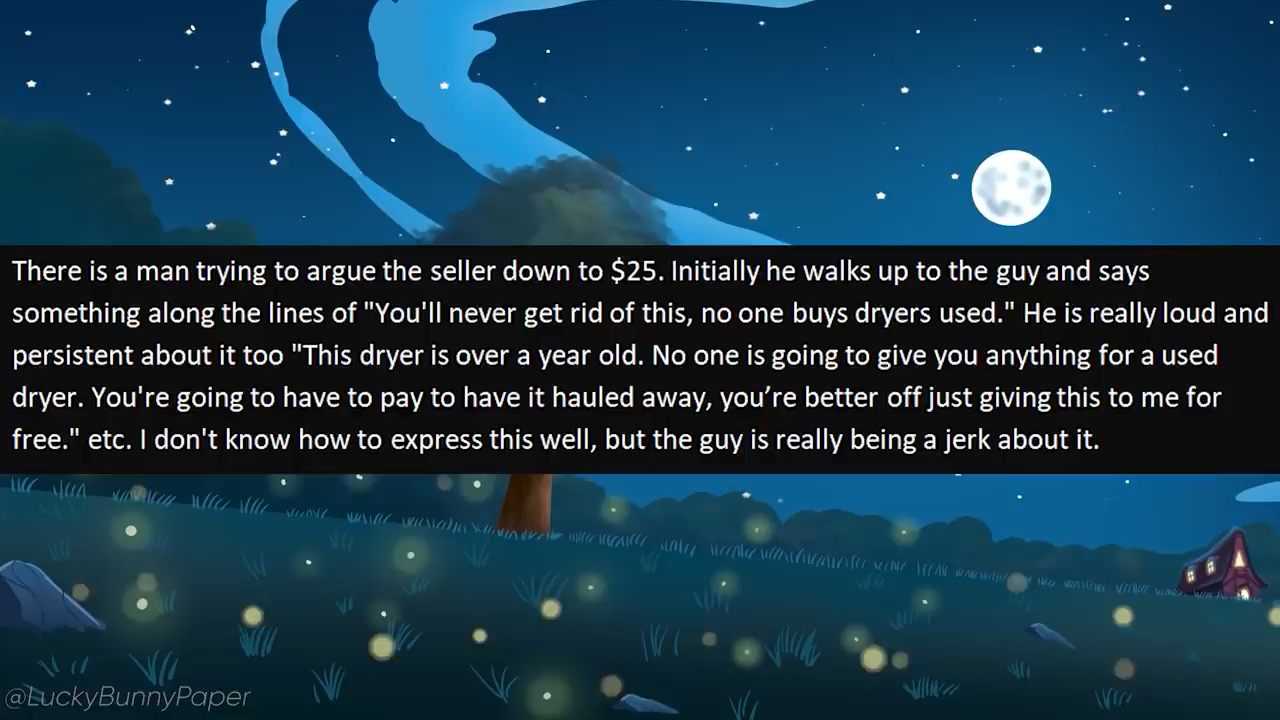 There is a man trying to argue the seller down to $25. Initially he walks up to the guy and says
something along the lines of "You'll never get rid of this, no one buys dryers used." He is really loud and
persistent about it too "This dryer is over a year old. No one is going to give you anything for a used
dryer. You're going to have to pay to have it hauled away, you’re better off just giving this to me for
free." etc. I don't know how to express this well, but the guy is really being a jerk about it.
@LuckyBunnyPaper